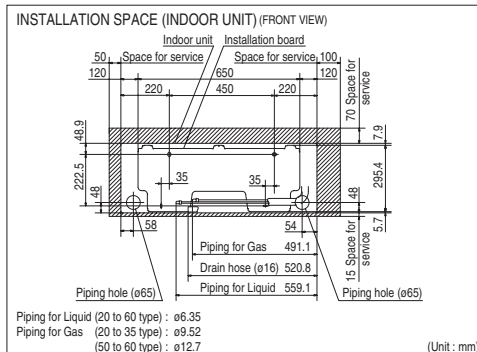 INSTALLATION SPACE (INDOOR UNIT) (FRONT VIEW)
Indoor unit Installation board
50 Space for service Space for service 100
120 650 120
220 450 220
70 Space for service
48.9 7.9
222.5 35 35 295.4
48 48
5.7
58 54
15 Space for service
Piping for Gas 491.1
Drain hose (ø16) 520.8
Piping for Liquid 559.1
Piping hole (ø65) Piping hole (ø65)
Piping for Liquid (20 to 60 type) : ø6.35
Piping for Gas (20 to 35 type) : ø9.52
(50 to 60 type) : ø12.7 (Unit : mm)